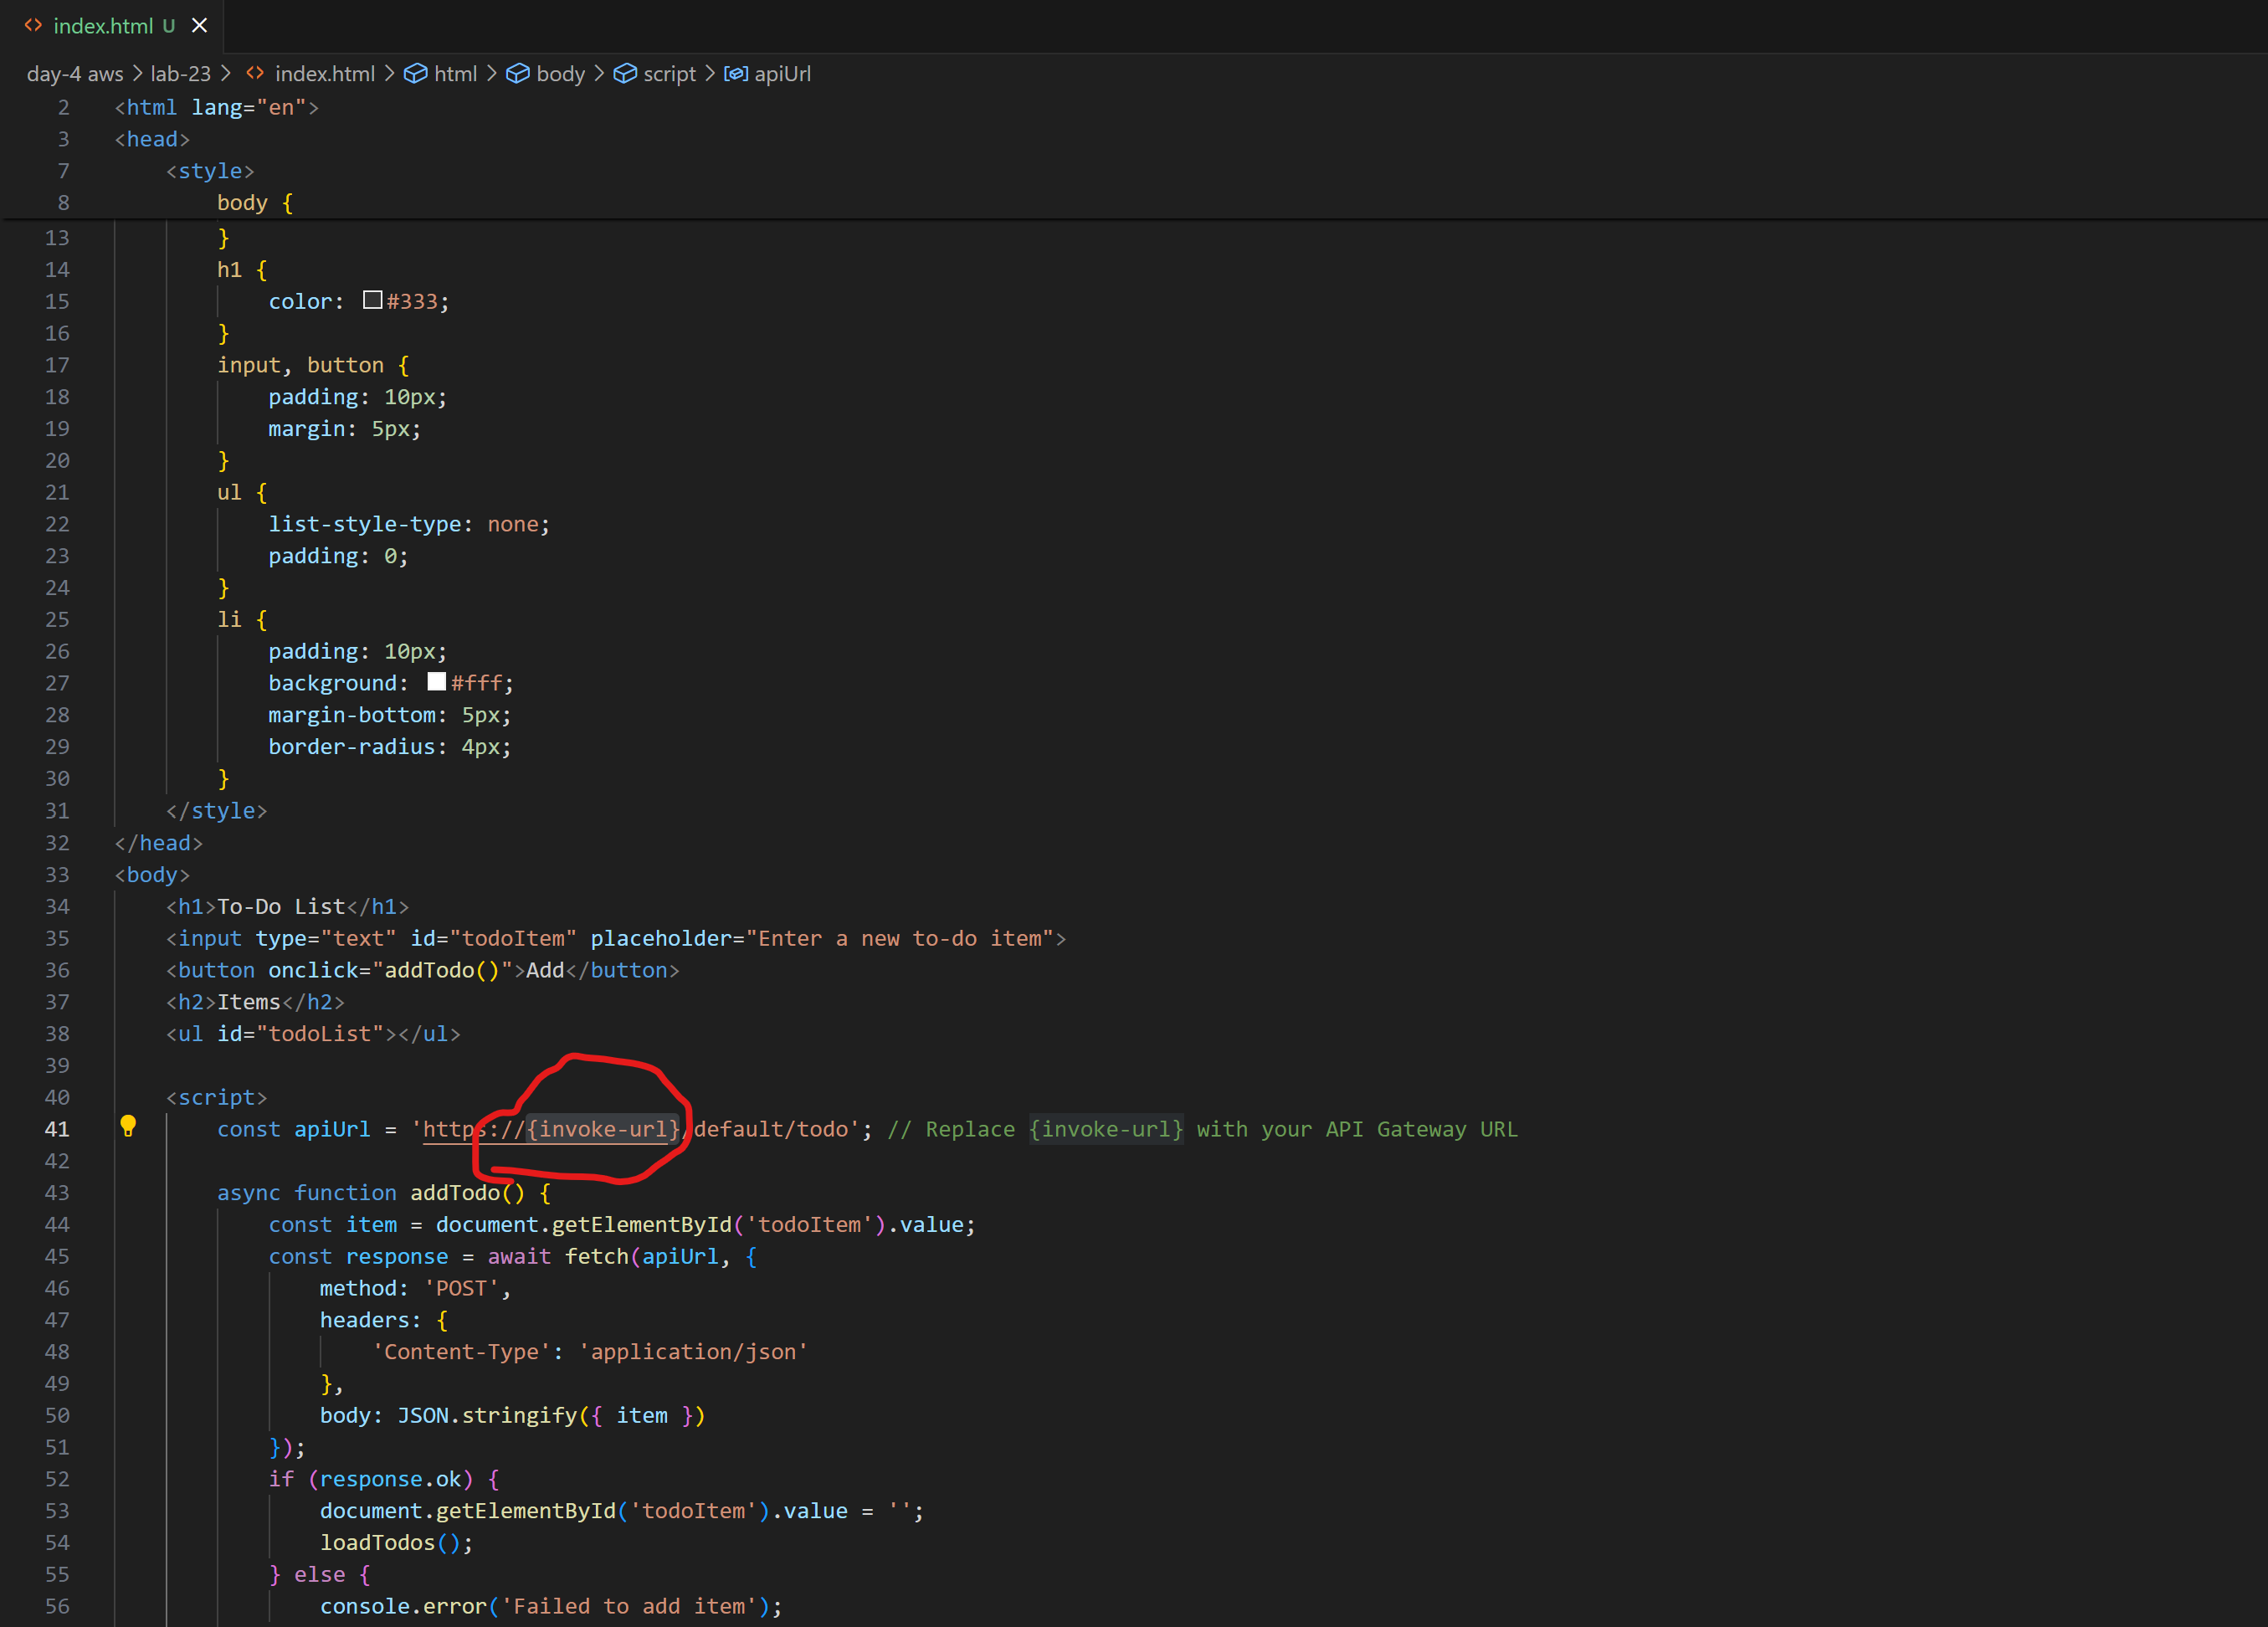 index.html U
day-4 aws > lab-23 > index.html > html > body > script > apiUrl
2 <html lang="en">
3 <head>
7 <style>
8 body {
13 }
14 h1 {
15 color: #333;
16 }
17 input, button {
18 padding: 10px;
19 margin: 5px;
20 }
21 ul {
22 list-style-type: none;
23 padding: 0;
24 }
25 li {
26 padding: 10px;
27 background: #fff;
28 margin-bottom: 5px;
29 border-radius: 4px;
30 }
31 </style>
32 </head>
33 <body>
34 <h1>To-Do List</h1>
35 <input type="text" id="todoItem" placeholder="Enter a new to-do item">
36 <button onclick="addTodo()">Add</button>
37 <h2>Items</h2>
38 <ul id="todoList"></ul>
39
40 <script>
41 const apiUrl = 'https://{invoke-url}/default/todo'; // Replace {invoke-url} with your API Gateway URL
42
43 async function addTodo() {
44 const item = document.getElementById('todoItem').value;
45 const response = await fetch(apiUrl, {
46 method: 'POST',
47 headers: {
48 'Content-Type': 'application/json'
49 },
50 body: JSON.stringify({ item })
51 });
52 if (response.ok) {
53 document.getElementById('todoItem').value = '';
54 loadTodos();
55 } else {
56 console.error('Failed to add item');